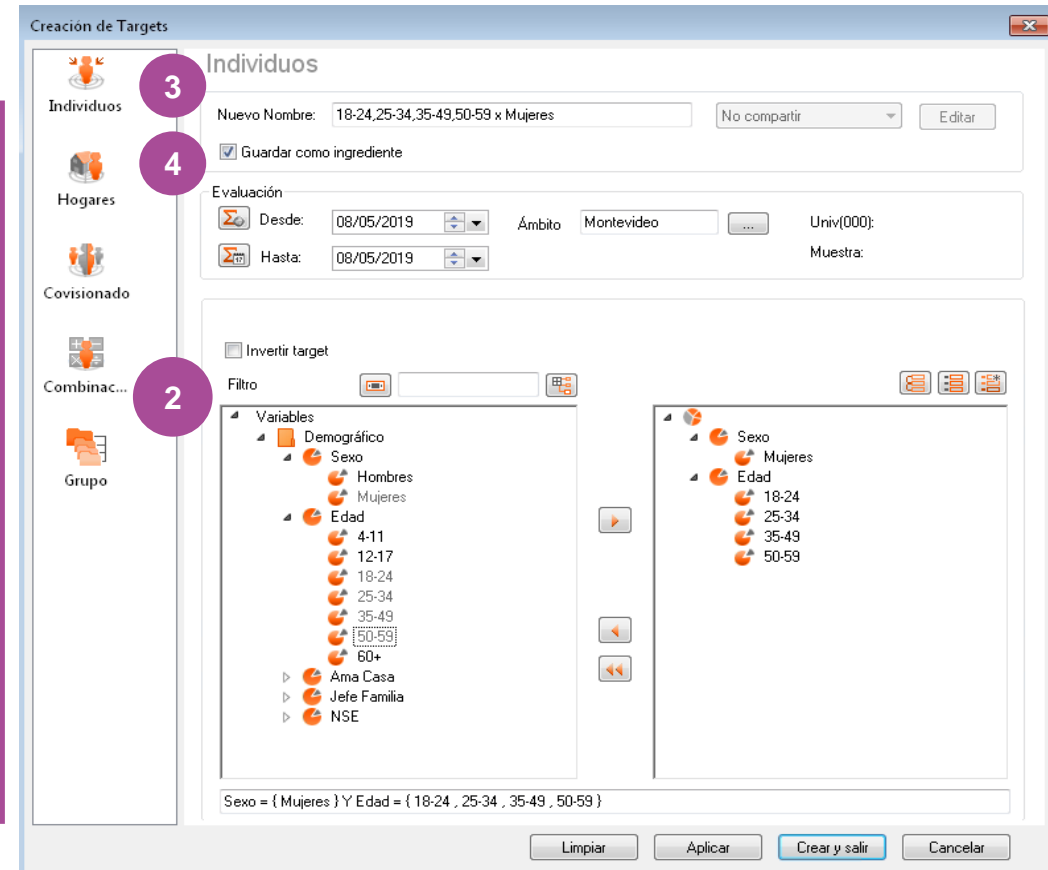 Creación de Targets
Individuos
Hogares
Covisionado
Combinac...
Grupo
Individuos
3
Nuevo Nombre: 18-24,25-34,35-49,50-59 x Mujeres No compartir Editar
4
Guardar como ingrediente
Evaluación
Desde: 08/05/2019 Ámbito Montevideo ... Univ(000):
Hasta: 08/05/2019 Muestra:
Invertir target
2
Filtro
Variables
Demográfico
Sexo
Hombres
Mujeres
Edad
4-11
12-17
18-24
25-34
35-49
50-59
60+
Ama Casa
Jefe Familia
NSE
Sexo
Mujeres
Edad
18-24
25-34
35-49
50-59
Sexo = { Mujeres } Y Edad = { 18-24 , 25-34 , 35-49 , 50-59 }
Limpiar Aplicar Crear y salir Cancelar